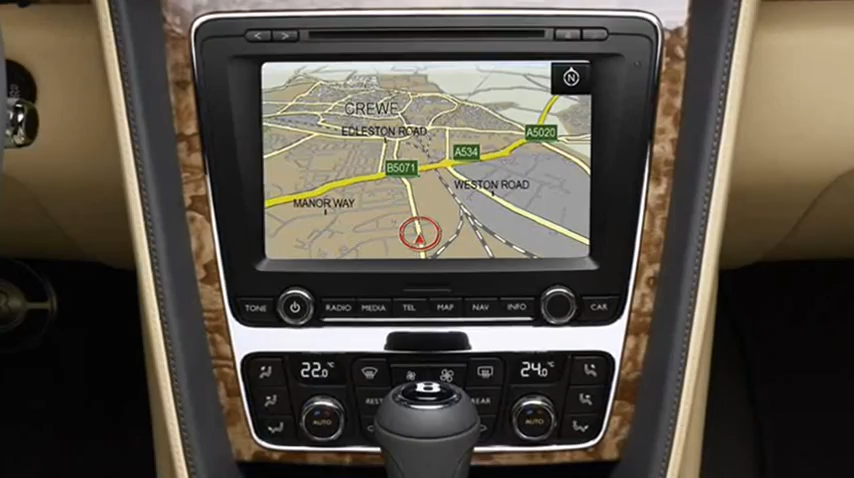 N
CREWE
EDLESTON ROAD
A5020
A534
B5071
WESTON ROAD
MANOR WAY
TONE RADIO MEDIA TEL MAP NAV INFO CAR
22.0 °C 24.0 °C
REST REAR
AUTO AUTO
B